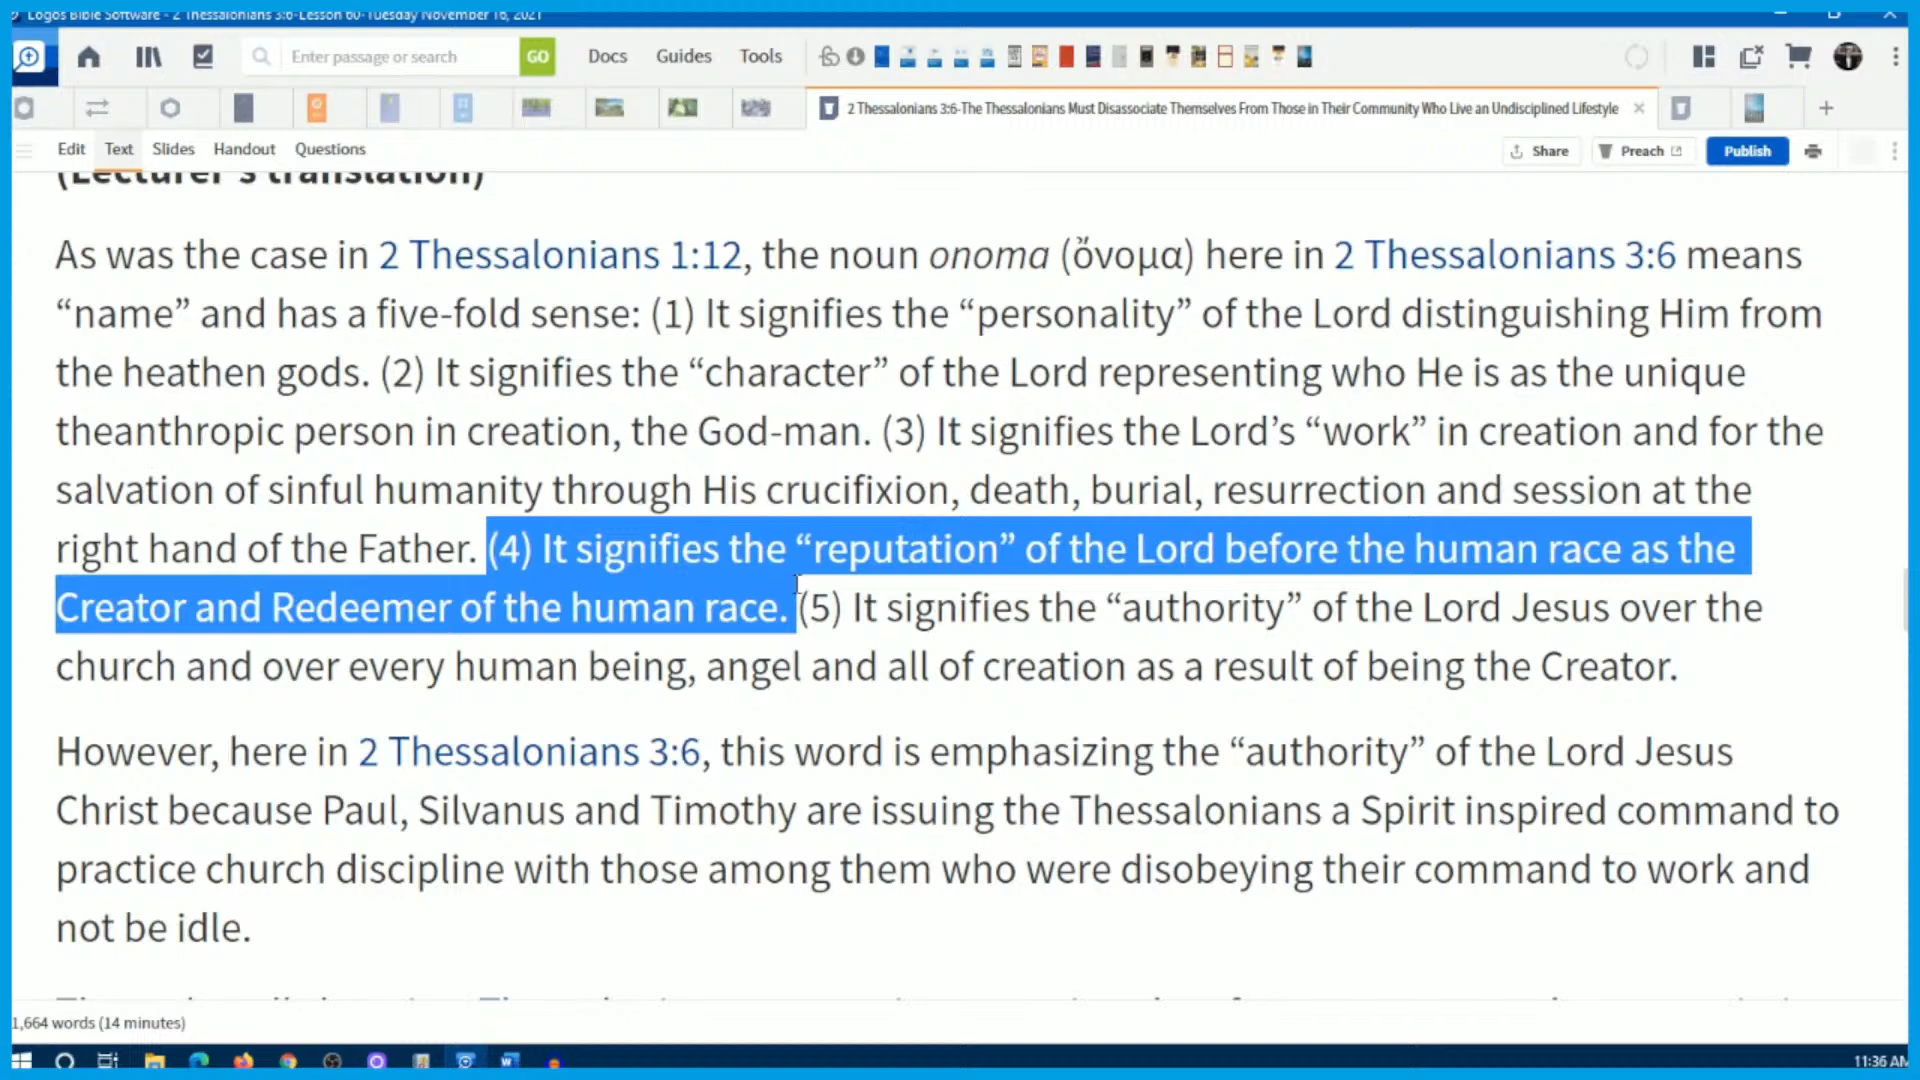 Logos Bible Software - 2 Thessalonians 3:6-Lesson 60-Tuesday November 16, 2021
Enter passage or search GO Docs Guides Tools
2 Thessalonians 3:6-The Thessalonians Must Disassociate Themselves From Those in Their Community Who Live an Undisciplined Lifestyle
Edit Text Slides Handout Questions Share Preach Publish
(Lecturer's translation)
As was the case in 2 Thessalonians 1:12, the noun onoma (ὄνομα) here in 2 Thessalonians 3:6 means
“name” and has a five-fold sense: (1) It signifies the “personality” of the Lord distinguishing Him from
the heathen gods. (2) It signifies the “character” of the Lord representing who He is as the unique
theanthropic person in creation, the God-man. (3) It signifies the Lord’s “work” in creation and for the
salvation of sinful humanity through His crucifixion, death, burial, resurrection and session at the
right hand of the Father. (4) It signifies the “reputation” of the Lord before the human race as the
Creator and Redeemer of the human race. (5) It signifies the “authority” of the Lord Jesus over the
church and over every human being, angel and all of creation as a result of being the Creator.
However, here in 2 Thessalonians 3:6, this word is emphasizing the “authority” of the Lord Jesus
Christ because Paul, Silvanus and Timothy are issuing the Thessalonians a Spirit inspired command to
practice church discipline with those among them who were disobeying their command to work and
not be idle.
1,664 words (14 minutes)
11:36 AM